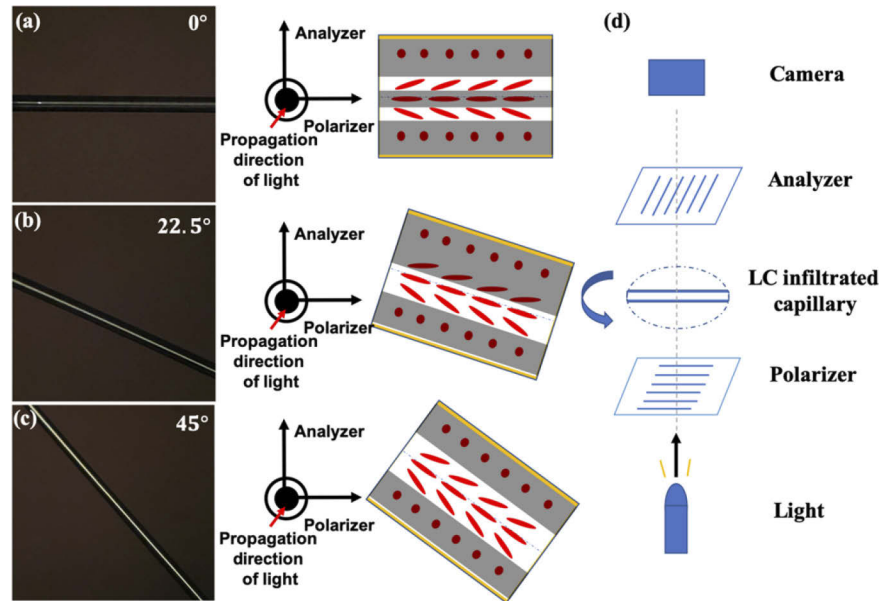 (a)
0°
Analyzer
Polarizer
Propagation
direction
of light
(b)
22.5°
Analyzer
Polarizer
Propagation
direction
of light
(c)
45°
Analyzer
Polarizer
Propagation
direction
of light
(d)
Camera
Analyzer
LC infiltrated
capillary
Polarizer
Light